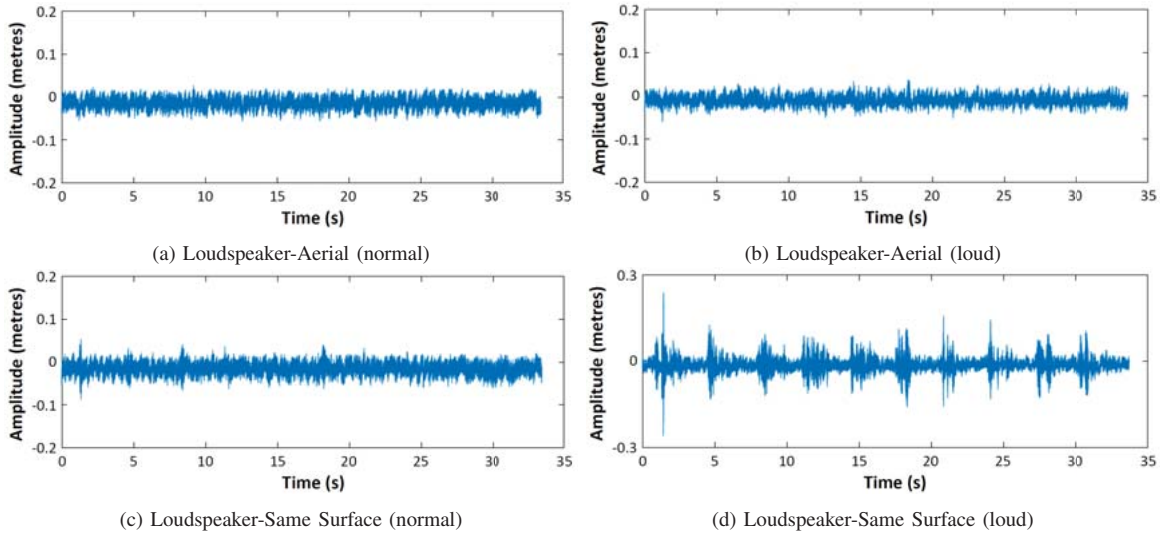 0.2
0.1
0
-0.1
-0.2
Amplitude (metres)
0 5 10 15 20 25 30 35
Time (s)
(a) Loudspeaker-Aerial (normal)
0.2
0.1
0
-0.1
-0.2
Amplitude (metres)
0 5 10 15 20 25 30 35
Time (s)
(b) Loudspeaker-Aerial (loud)
0.2
0.1
0
-0.1
-0.2
Amplitude (metres)
0 5 10 15 20 25 30 35
Time (s)
(c) Loudspeaker-Same Surface (normal)
0.3
0
-0.3
Amplitude (metres)
0 5 10 15 20 25 30 35
Time (s)
(d) Loudspeaker-Same Surface (loud)